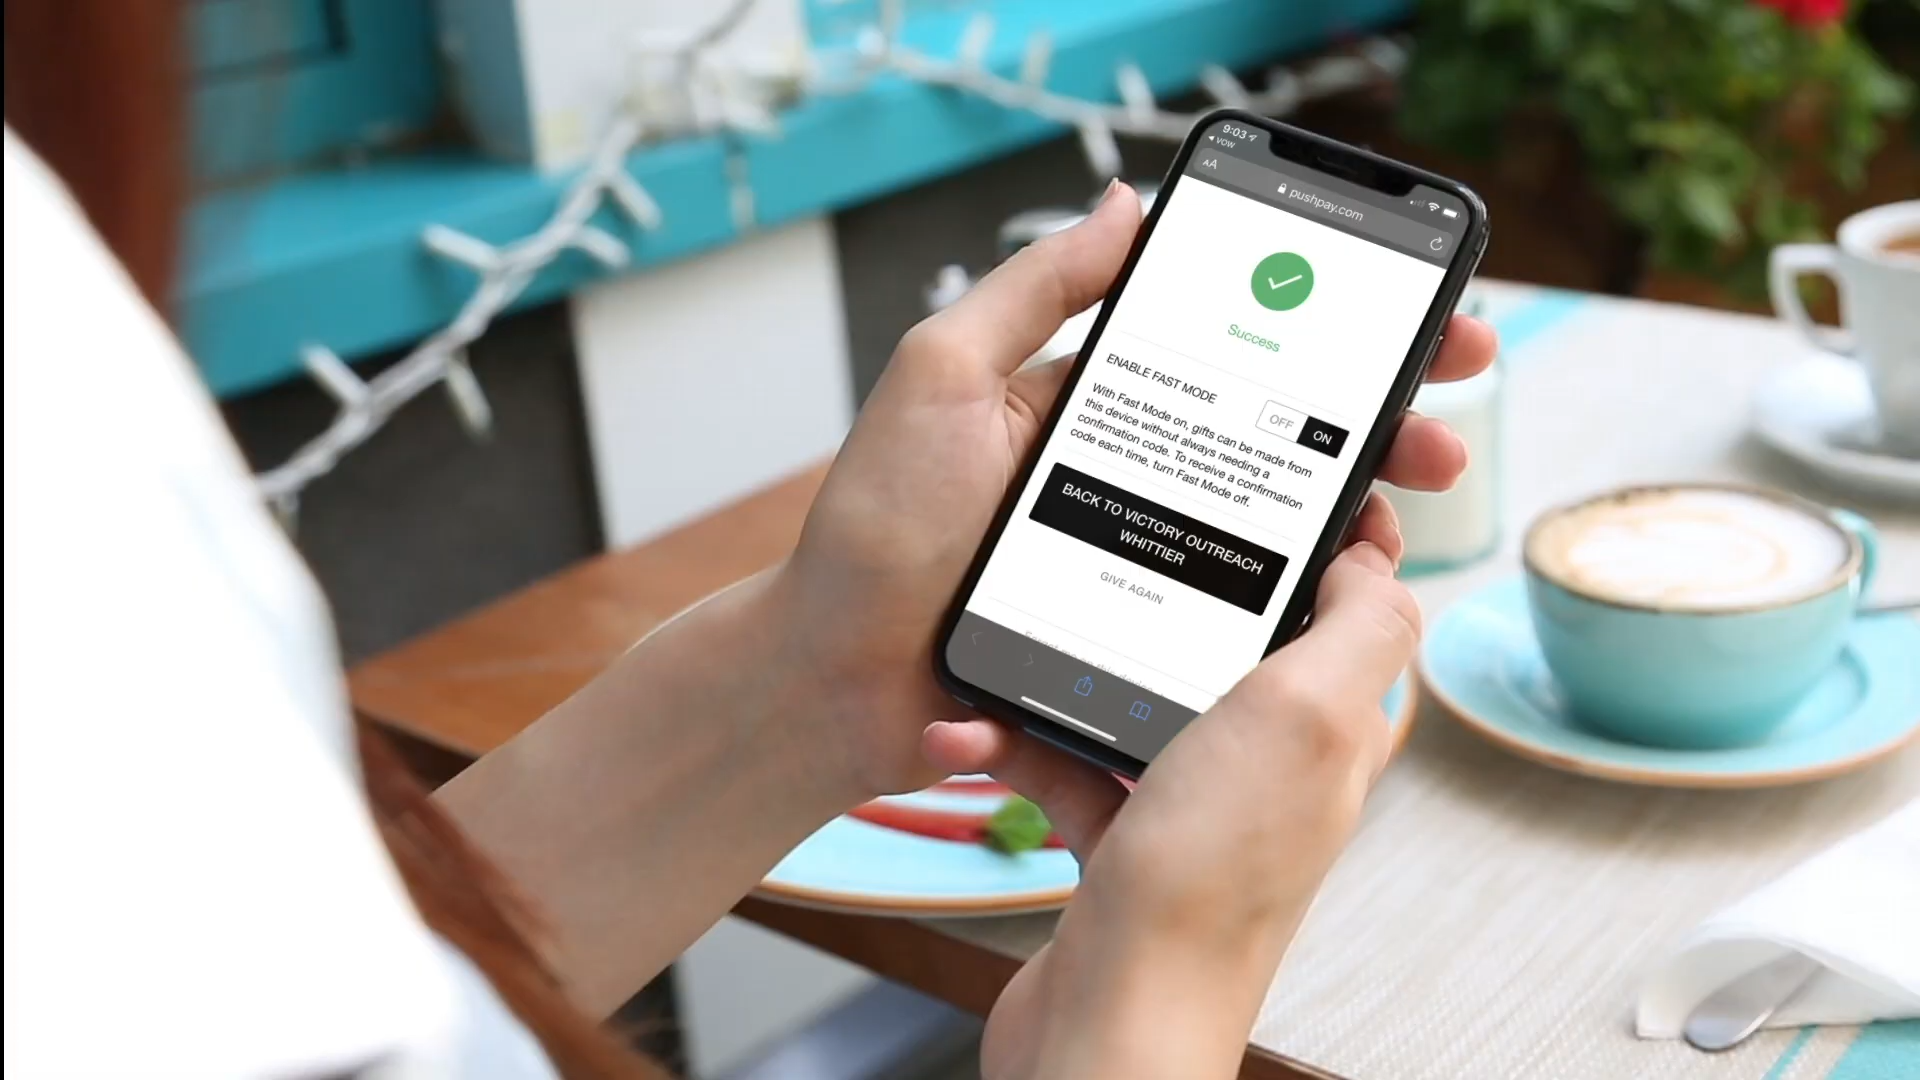 9:03
◀ VOW
AA
pushpay.com
Success
ENABLE FAST MODE
OFF
ON
With Fast Mode on, gifts can be made from
this device without always needing a
confirmation code. To receive a confirmation
code each time, turn Fast Mode off.
BACK TO VICTORY OUTREACH
WHITTIER
GIVE AGAIN